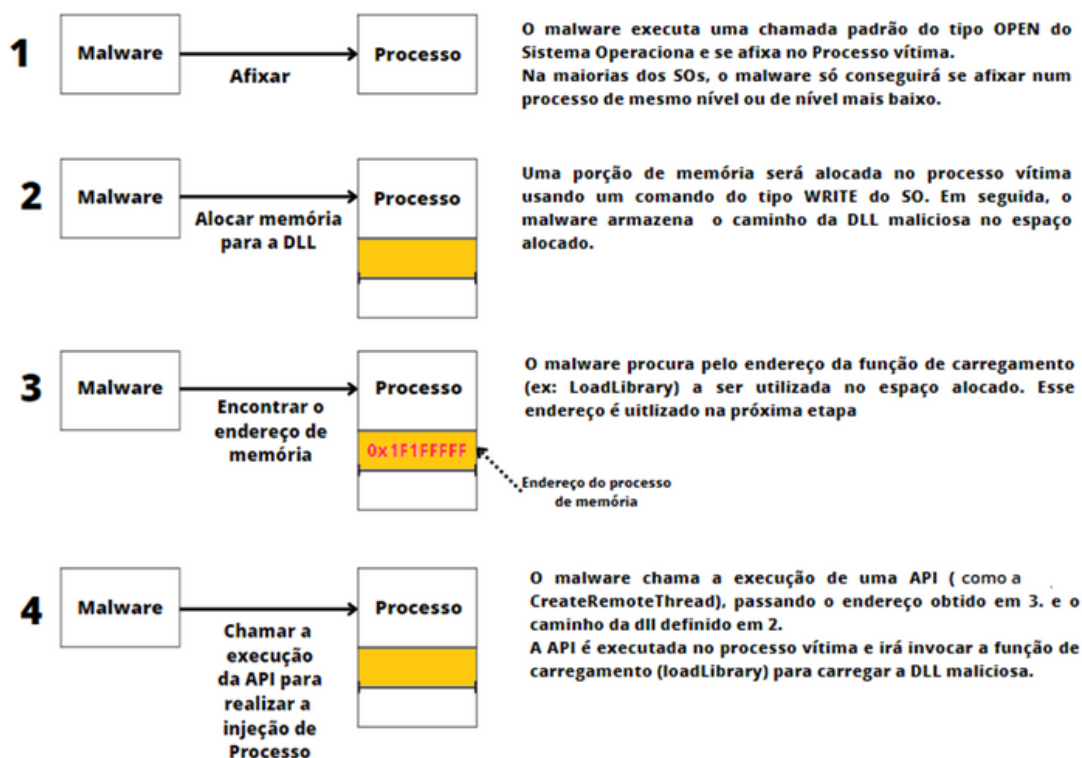 1
Malware
Afixar
Processo
O malware executa uma chamada padrão do tipo OPEN do
Sistema Operaciona e se afixa no Processo vítima.
Na maiorias dos SOs, o malware só conseguirá se afixar num
processo de mesmo nível ou de nível mais baixo.
2
Malware
Alocar memória
para a DLL
Processo
Uma porção de memória será alocada no processo vítima
usando um comando do tipo WRITE do SO. Em seguida, o
malware armazena o caminho da DLL maliciosa no espaço
alocado.
3
Malware
Encontrar o
endereço de
memória
Processo
0x1F1FFFFF
O malware procura pelo endereço da função de carregamento
(ex: LoadLibrary) a ser utilizada no espaço alocado. Esse
endereço é uitlizado na próxima etapa
Endereço do processo
de memória
4
Malware
Chamar a
execução
da API para
realizar a
injeção de
Processo
Processo
O malware chama a execução de uma API ( como a
CreateRemoteThread), passando o endereço obtido em 3. e o
caminho da dll definido em 2.
A API é executada no processo vítima e irá invocar a função de
carregamento (loadLibrary) para carregar a DLL maliciosa.